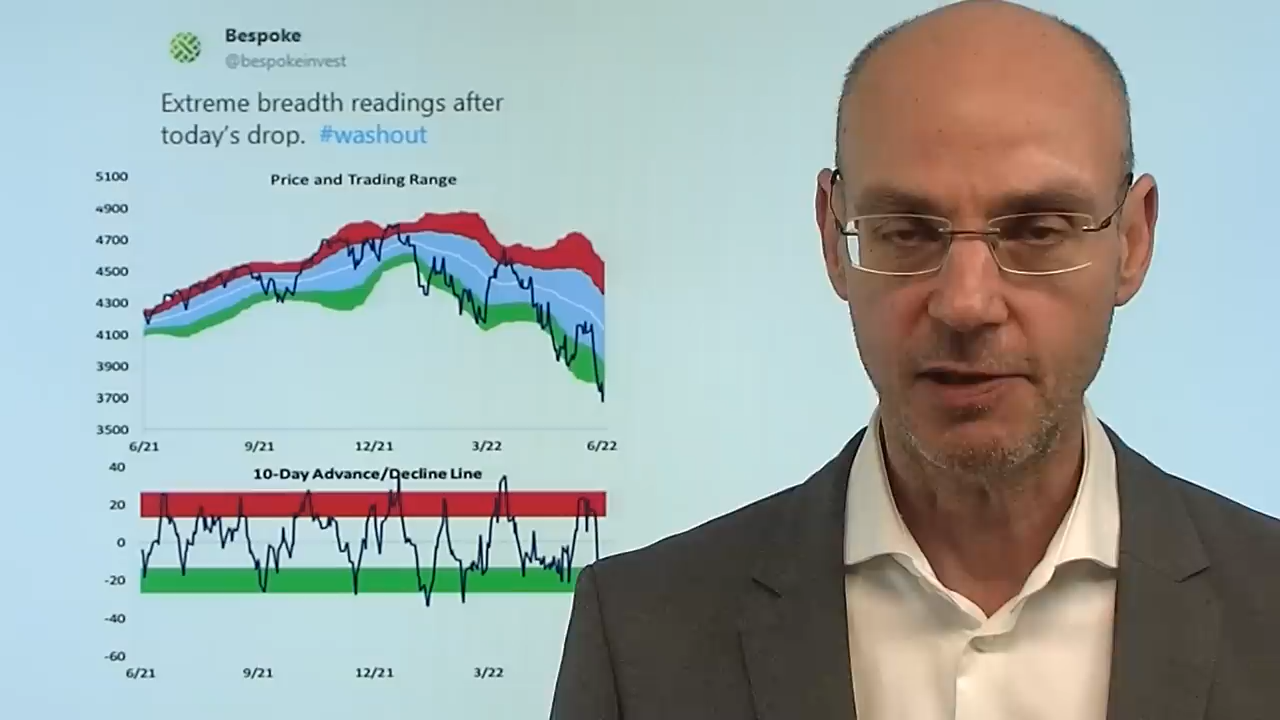 Bespoke
@bespokeinvest
Extreme breadth readings after
today's drop. #washout
Price and Trading Range
5100
4900
4700
4500
4300
4100
3900
3700
3500
6/21 9/21 12/21 3/22 6/22
10-Day Advance/Decline Line
40
20
0
-20
-40
-60
6/21 9/21 12/21 3/22